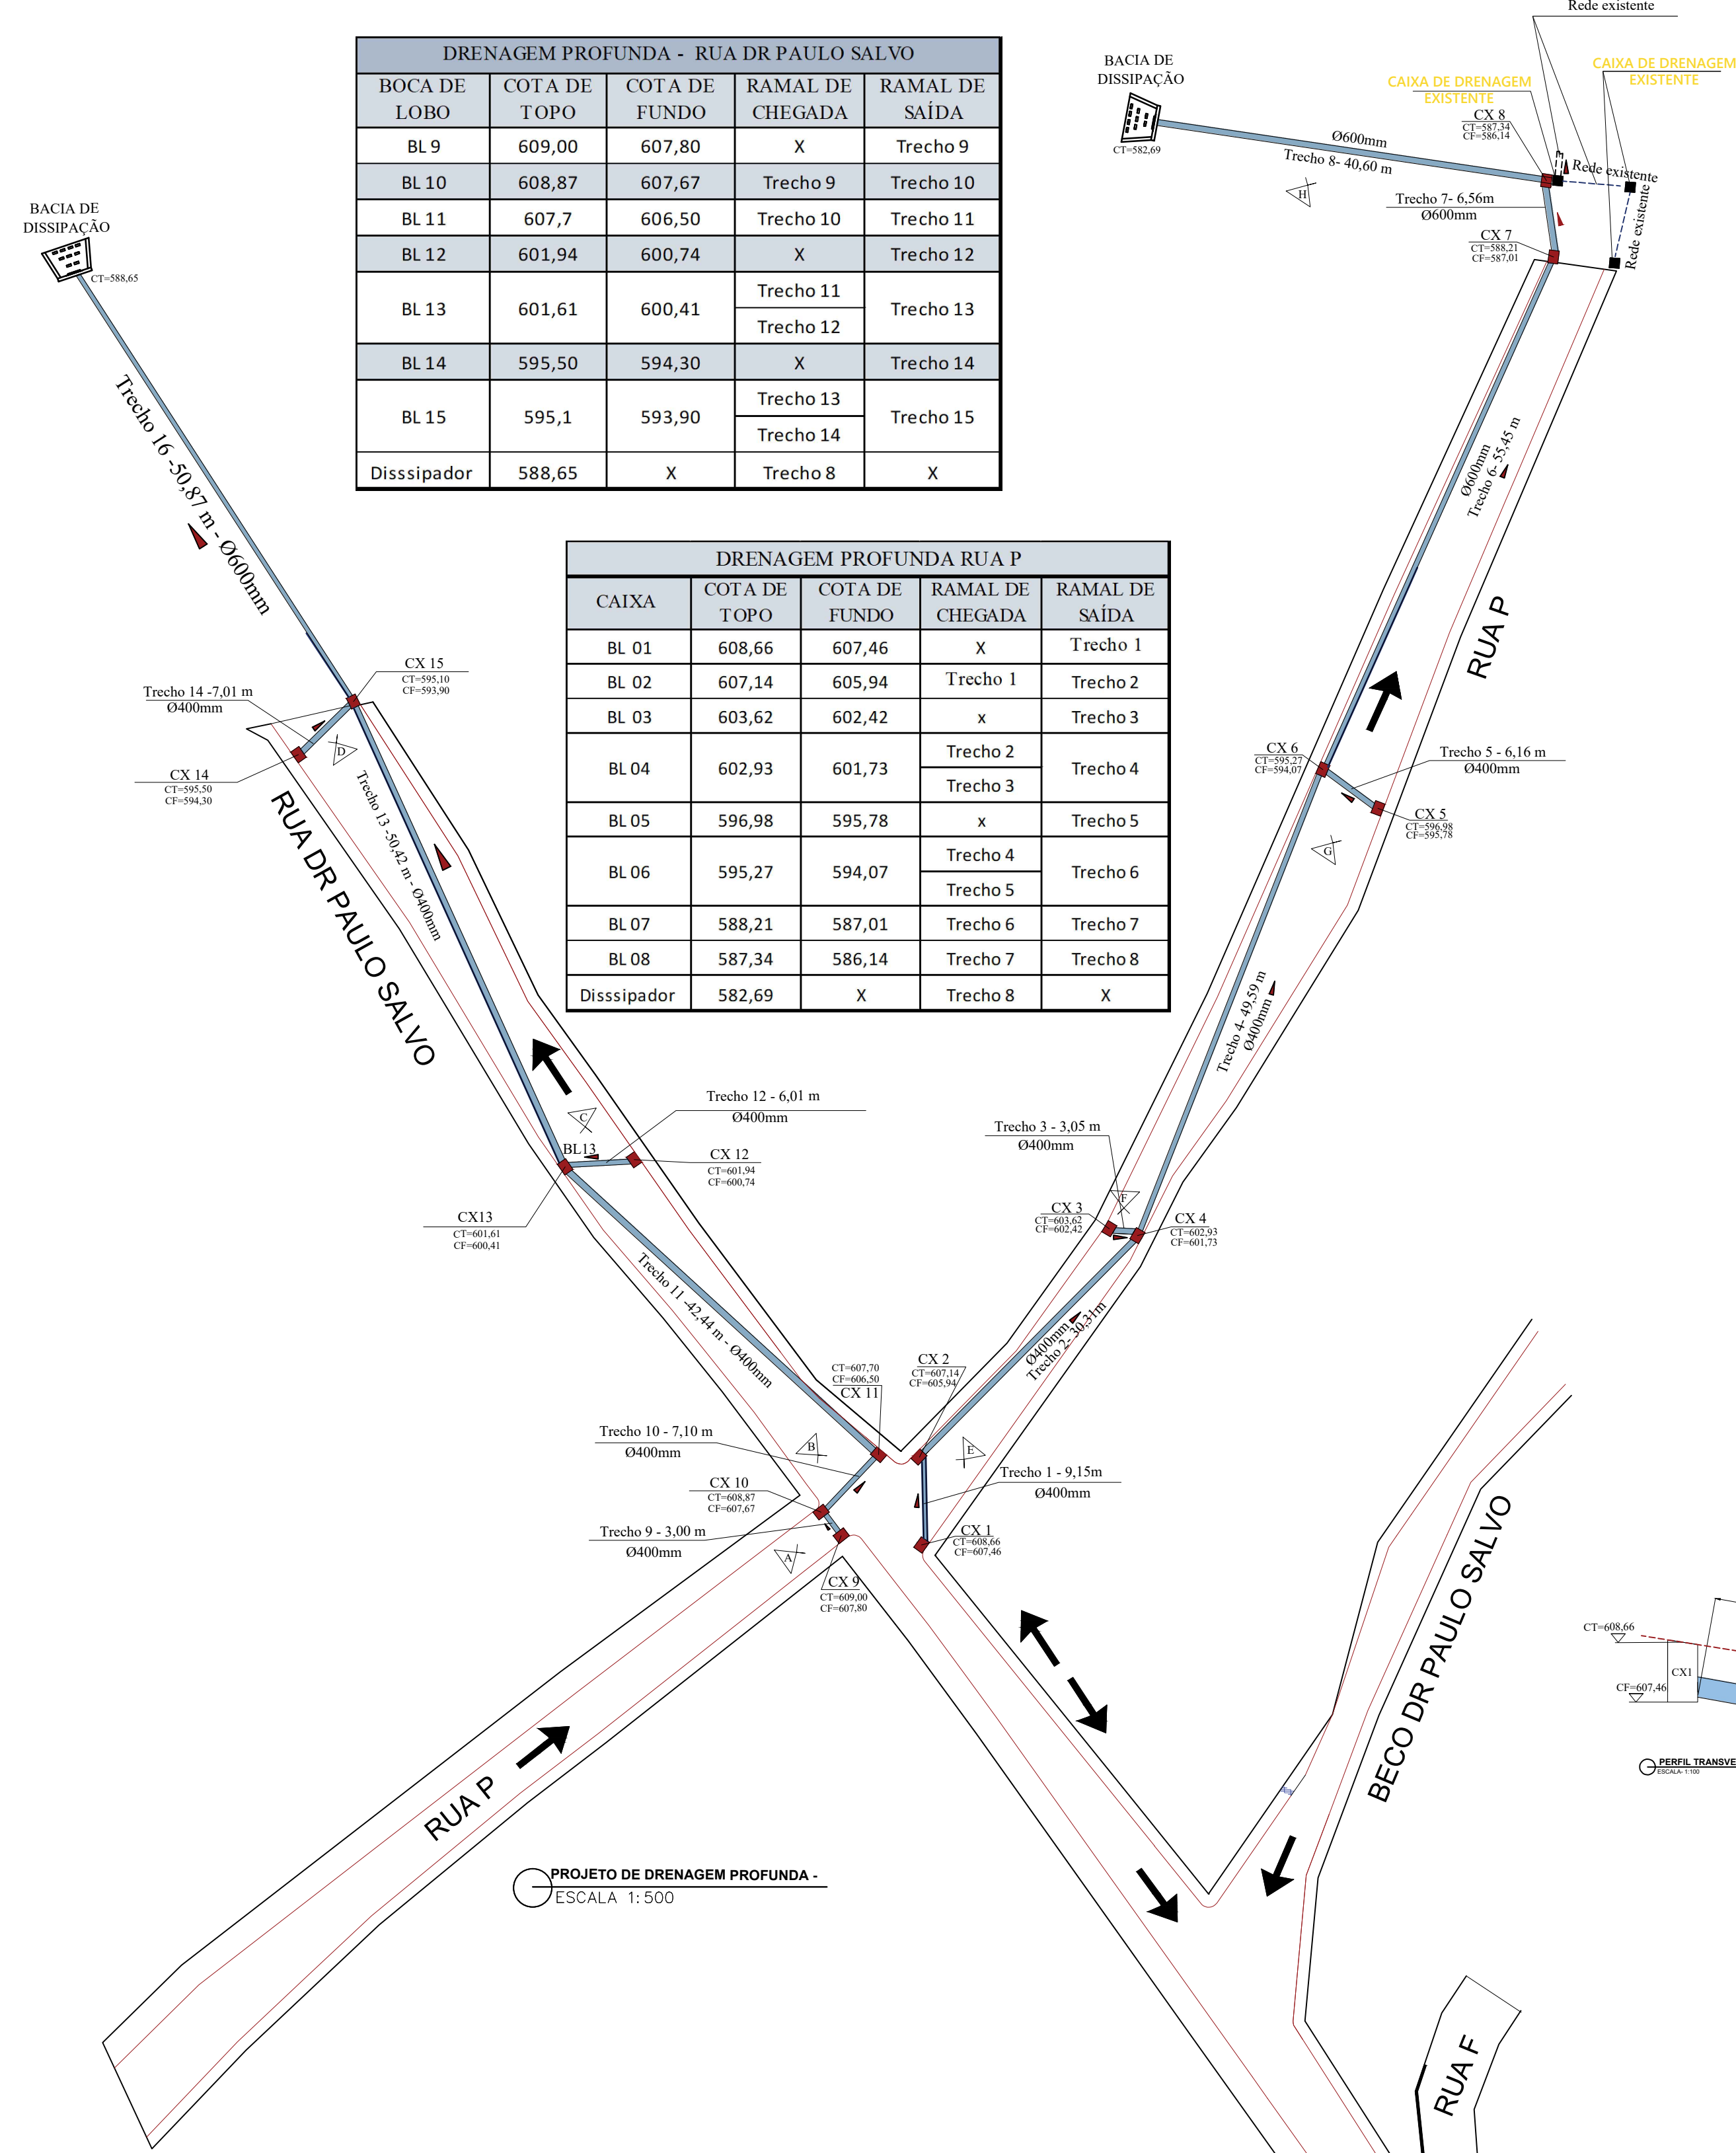 Rede existente
CAIXA DE DRENAGEM
EXISTENTE
CAIXA DE DRENAGEM
EXISTENTE
BACIA DE
DISSIPAÇÃO
CT=582,69
CX 8
CT=587,34
CF=586,14
Ø600mm
Trecho 8- 40,60 m
Rede existente
Rede existente
H
Trecho 7- 6,56m
Ø600mm
CX 7
CT=588,21
CF=587,01
DRENAGEM PROFUNDA - RUA DR PAULO SALVO
BOCA DE LOBO COTA DE TOPO COTA DE FUNDO RAMAL DE CHEGADA RAMAL DE SAÍDA
BL 9 609,00 607,80 X Trecho 9
BL 10 608,87 607,67 Trecho 9 Trecho 10
BL 11 607,7 606,50 Trecho 10 Trecho 11
BL 12 601,94 600,74 X Trecho 12
BL 13 601,61 600,41 Trecho 11 Trecho 12 Trecho 13
BL 14 595,50 594,30 X Trecho 14
BL 15 595,1 593,90 Trecho 13 Trecho 14 Trecho 15
Disssipador 588,65 X Trecho 8 X
BACIA DE
DISSIPAÇÃO
CT=588,65
Trecho 16 -50,87 m - Ø600mm
DRENAGEM PROFUNDA RUA P
CAIXA COTA DE TOPO COTA DE FUNDO RAMAL DE CHEGADA RAMAL DE SAÍDA
BL 01 608,66 607,46 X Trecho 1
BL 02 607,14 605,94 Trecho 1 Trecho 2
BL 03 603,62 602,42 x Trecho 3
BL 04 602,93 601,73 Trecho 2 Trecho 3 Trecho 4
BL 05 596,98 595,78 x Trecho 5
BL 06 595,27 594,07 Trecho 4 Trecho 5 Trecho 6
BL 07 588,21 587,01 Trecho 6 Trecho 7
BL 08 587,34 586,14 Trecho 7 Trecho 8
Disssipador 582,69 X Trecho 8 X
Ø600mm
Trecho 6- 55,45 m
RUA P
CX 15
CT=595,10
CF=593,90
Trecho 14 -7,01 m
Ø400mm
D
CX 14
CT=595,50
CF=594,30
Trecho 13 -50,42 m - Ø400mm
RUA DR PAULO SALVO
CX 6
CT=595,27
CF=594,07
Trecho 5 - 6,16 m
Ø400mm
CX 5
CT=596,98
CF=595,78
G
Trecho 4- 49,59 m
Ø400mm
Trecho 12 - 6,01 m
Ø400mm
C
BL13
CX 12
CT=601,94
CF=600,74
CX13
CT=601,61
CF=600,41
Trecho 3 - 3,05 m
Ø400mm
F
CX 3
CT=603,62
CF=602,42
CX 4
CT=602,93
CF=601,73
Trecho 11 -42,44 m - Ø400mm
Ø400mm
Trecho 2- 30,31m
CT=607,70
CF=606,50
CX 11
CX 2
CT=607,14
CF=605,94
Trecho 10 - 7,10 m
Ø400mm
B
E
Trecho 1 - 9,15m
Ø400mm
CX 10
CT=608,87
CF=607,67
Trecho 9 - 3,00 m
Ø400mm
A
CX 1
CT=608,66
CF=607,46
CX 9
CT=609,00
CF=607,80
BECO DR PAULO SALVO
CT=608,66
CX1
CF=607,46
PERFIL TRANSVE
ESCALA- 1:100
RUA P
PROJETO DE DRENAGEM PROFUNDA -
ESCALA 1:500
RUA F